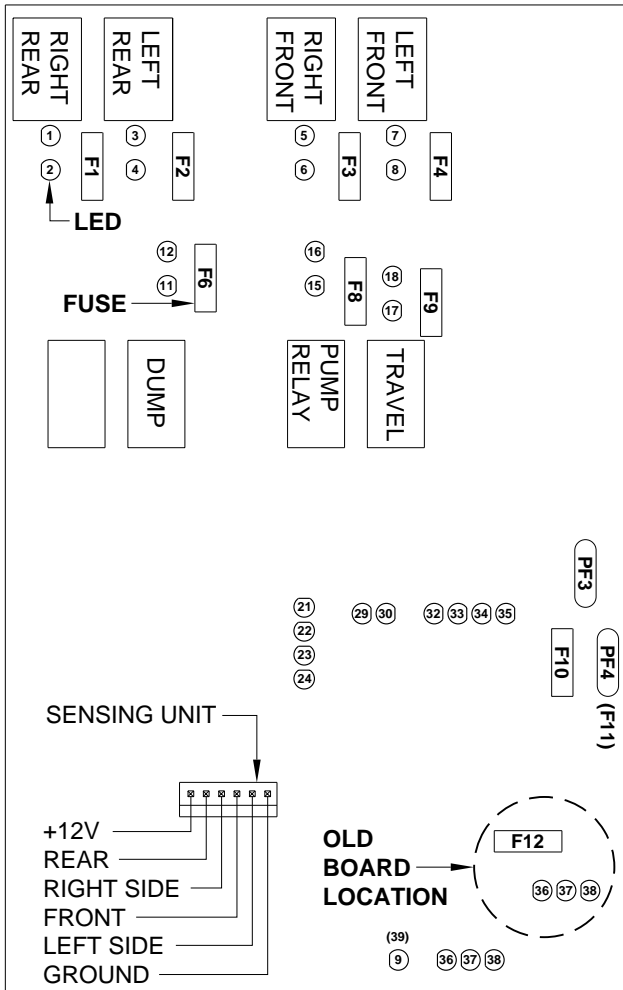 RIGHT
REAR
LEFT
REAR
RIGHT
FRONT
LEFT
FRONT
1
3
5
7
2
F1
4
F2
6
F3
8
F4
LED
12
16
11
F6
15
F8
18
17
F9
FUSE
DUMP
PUMP
RELAY
TRAVEL
PF3
21
22
23
24
29 30 32 33 34 35
F10
PF4
(F11)
SENSING UNIT
+12V
REAR
RIGHT SIDE
FRONT
LEFT SIDE
GROUND
OLD
BOARD
LOCATION
F12
36 37 38
(39)
9 36 37 38